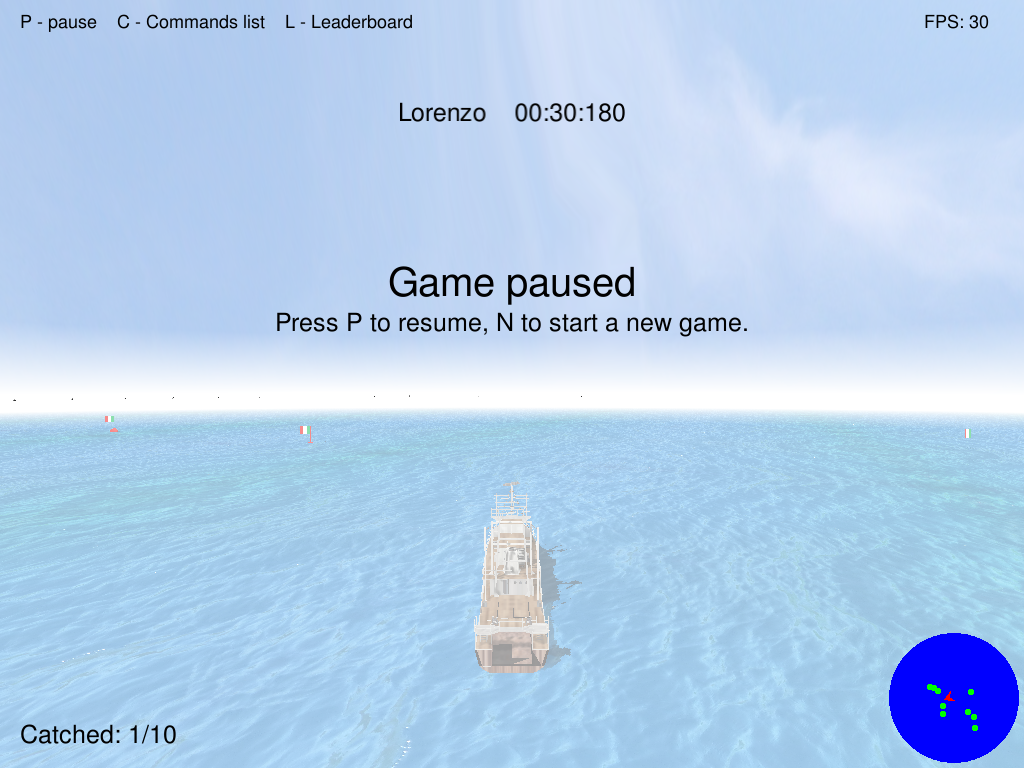 P - pause    C - Commands list    L - Leaderboard    FPS: 30
Lorenzo    00:30:180
Game paused
Press P to resume, N to start a new game.
Catched: 1/10